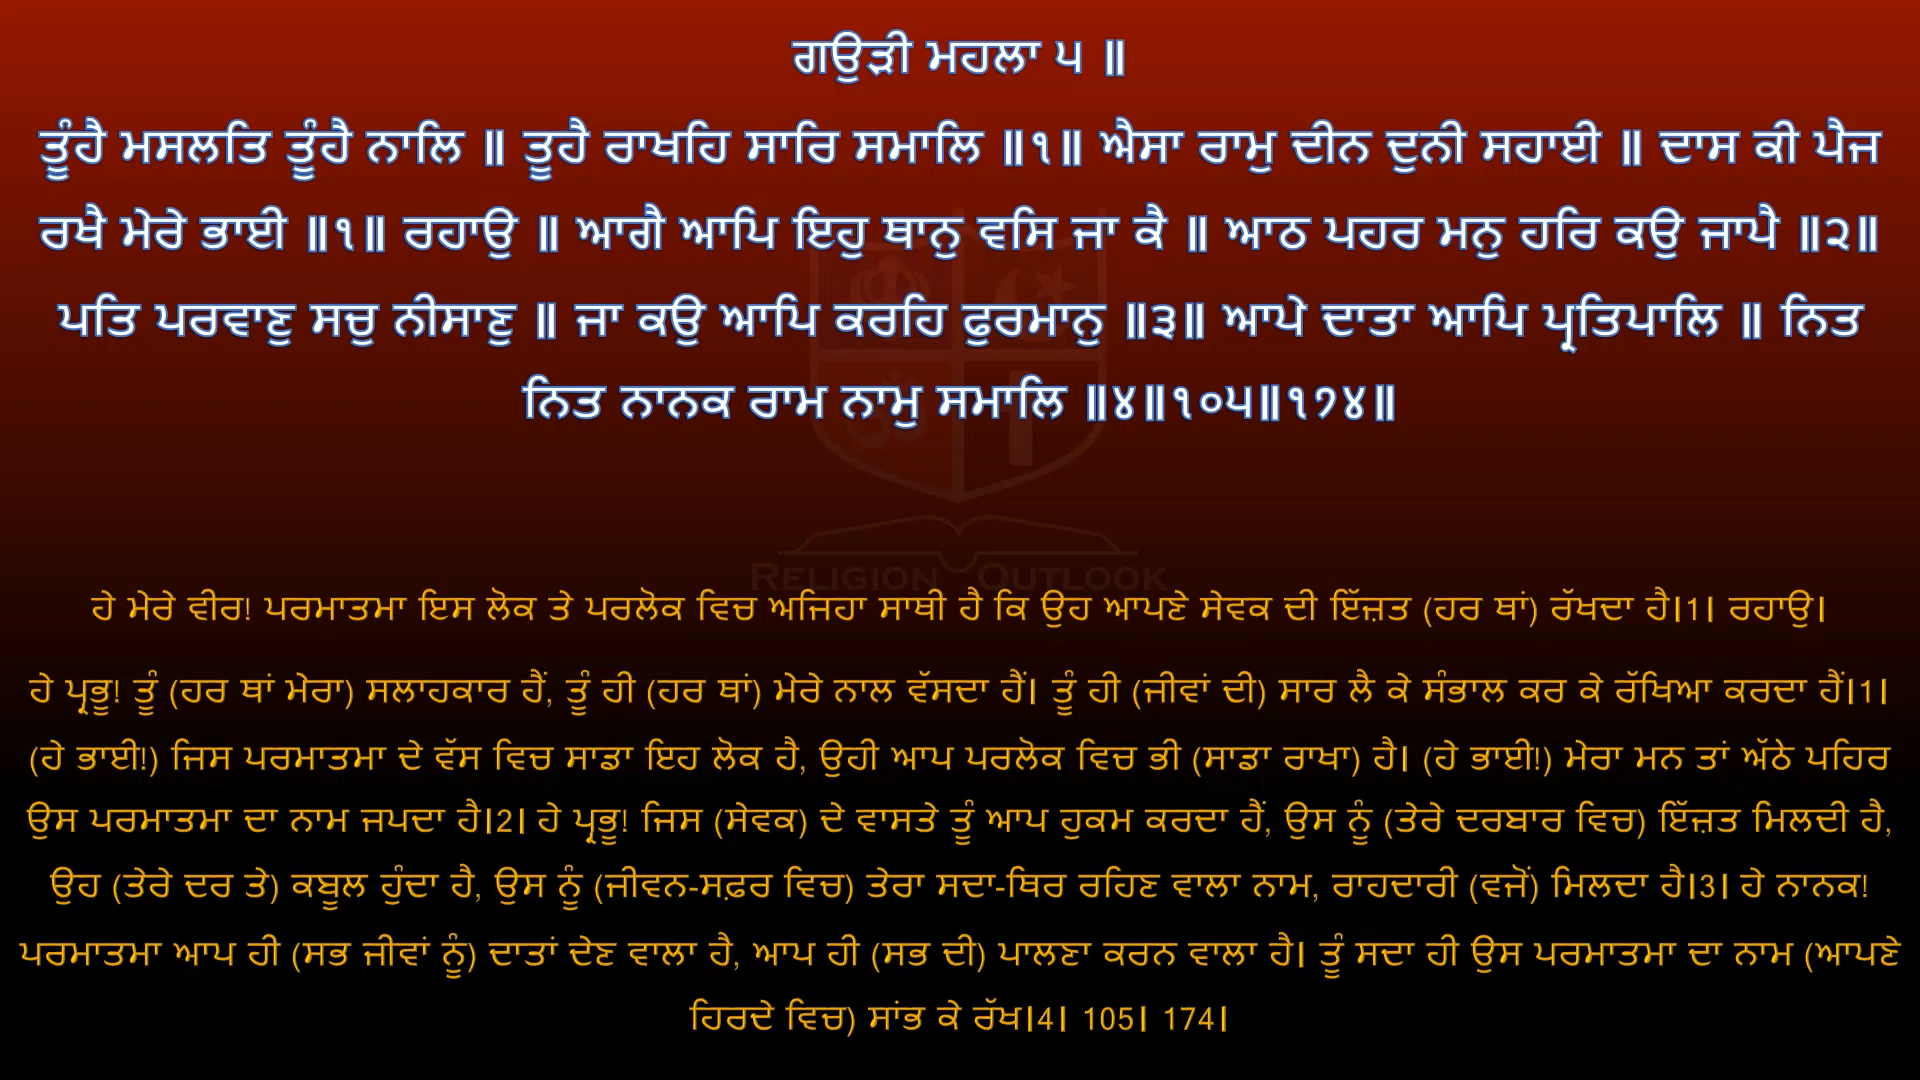 ਗਉੜੀ ਮਹਲਾ ੫ ॥
ਤੂੰਹੈ ਮਸਲਤਿ ਤੂੰਹੈ ਨਾਲਿ ॥ ਤੂਹੈ ਰਾਖਹਿ ਸਾਰਿ ਸਮਾਲਿ ॥੧॥ ਐਸਾ ਰਾਮੁ ਦੀਨ ਦੁਨੀ ਸਹਾਈ ॥ ਦਾਸ ਕੀ ਪੈਜ
ਰਖੈ ਮੇਰੇ ਭਾਈ ॥੧॥ ਰਹਾਉ ॥ ਆਗੈ ਆਪਿ ਇਹੁ ਥਾਨੁ ਵਸਿ ਜਾ ਕੈ ॥ ਆਠ ਪਹਰ ਮਨੁ ਹਰਿ ਕਉ ਜਾਪੈ ॥੨॥
ਪਤਿ ਪਰਵਾਣੁ ਸਚੁ ਨੀਸਾਣੁ ॥ ਜਾ ਕਉ ਆਪਿ ਕਰਹਿ ਫੁਰਮਾਨੁ ॥੩॥ ਆਪੇ ਦਾਤਾ ਆਪਿ ਪ੍ਰਤਿਪਾਲਿ ॥ ਨਿਤ
ਨਿਤ ਨਾਨਕ ਰਾਮ ਨਾਮੁ ਸਮਾਲਿ ॥੪॥੧੦੫॥੧੭੪॥
RELIGION OUTLOOK
ਹੇ ਮੇਰੇ ਵੀਰ! ਪਰਮਾਤਮਾ ਇਸ ਲੋਕ ਤੇ ਪਰਲੋਕ ਵਿਚ ਅਜਿਹਾ ਸਾਥੀ ਹੈ ਕਿ ਉਹ ਆਪਣੇ ਸੇਵਕ ਦੀ ਇੱਜ਼ਤ (ਹਰ ਥਾਂ) ਰੱਖਦਾ ਹੈ।1। ਰਹਾਉ।
ਹੇ ਪ੍ਰਭੂ! ਤੂੰ (ਹਰ ਥਾਂ ਮੇਰਾ) ਸਲਾਹਕਾਰ ਹੈਂ, ਤੂੰ ਹੀ (ਹਰ ਥਾਂ) ਮੇਰੇ ਨਾਲ ਵੱਸਦਾ ਹੈਂ। ਤੂੰ ਹੀ (ਜੀਵਾਂ ਦੀ) ਸਾਰ ਲੈ ਕੇ ਸੰਭਾਲ ਕਰ ਕੇ ਰੱਖਿਆ ਕਰਦਾ ਹੈਂ।1।
(ਹੇ ਭਾਈ!) ਜਿਸ ਪਰਮਾਤਮਾ ਦੇ ਵੱਸ ਵਿਚ ਸਾਡਾ ਇਹ ਲੋਕ ਹੈ, ਉਹੀ ਆਪ ਪਰਲੋਕ ਵਿਚ ਭੀ (ਸਾਡਾ ਰਾਖਾ) ਹੈ। (ਹੇ ਭਾਈ!) ਮੇਰਾ ਮਨ ਤਾਂ ਅੱਠੇ ਪਹਿਰ
ਉਸ ਪਰਮਾਤਮਾ ਦਾ ਨਾਮ ਜਪਦਾ ਹੈ।2। ਹੇ ਪ੍ਰਭੂ! ਜਿਸ (ਸੇਵਕ) ਦੇ ਵਾਸਤੇ ਤੂੰ ਆਪ ਹੁਕਮ ਕਰਦਾ ਹੈਂ, ਉਸ ਨੂੰ (ਤੇਰੇ ਦਰਬਾਰ ਵਿਚ) ਇੱਜ਼ਤ ਮਿਲਦੀ ਹੈ,
ਉਹ (ਤੇਰੇ ਦਰ ਤੇ) ਕਬੂਲ ਹੁੰਦਾ ਹੈ, ਉਸ ਨੂੰ (ਜੀਵਨ-ਸਫ਼ਰ ਵਿਚ) ਤੇਰਾ ਸਦਾ-ਥਿਰ ਰਹਿਣ ਵਾਲਾ ਨਾਮ, ਰਾਹਦਾਰੀ (ਵਜੋਂ) ਮਿਲਦਾ ਹੈ।3। ਹੇ ਨਾਨਕ!
ਪਰਮਾਤਮਾ ਆਪ ਹੀ (ਸਭ ਜੀਵਾਂ ਨੂੰ) ਦਾਤਾਂ ਦੇਣ ਵਾਲਾ ਹੈ, ਆਪ ਹੀ (ਸਭ ਦੀ) ਪਾਲਣਾ ਕਰਨ ਵਾਲਾ ਹੈ। ਤੂੰ ਸਦਾ ਹੀ ਉਸ ਪਰਮਾਤਮਾ ਦਾ ਨਾਮ (ਆਪਣੇ
ਹਿਰਦੇ ਵਿਚ) ਸਾਂਭ ਕੇ ਰੱਖ।4। 105। 174।